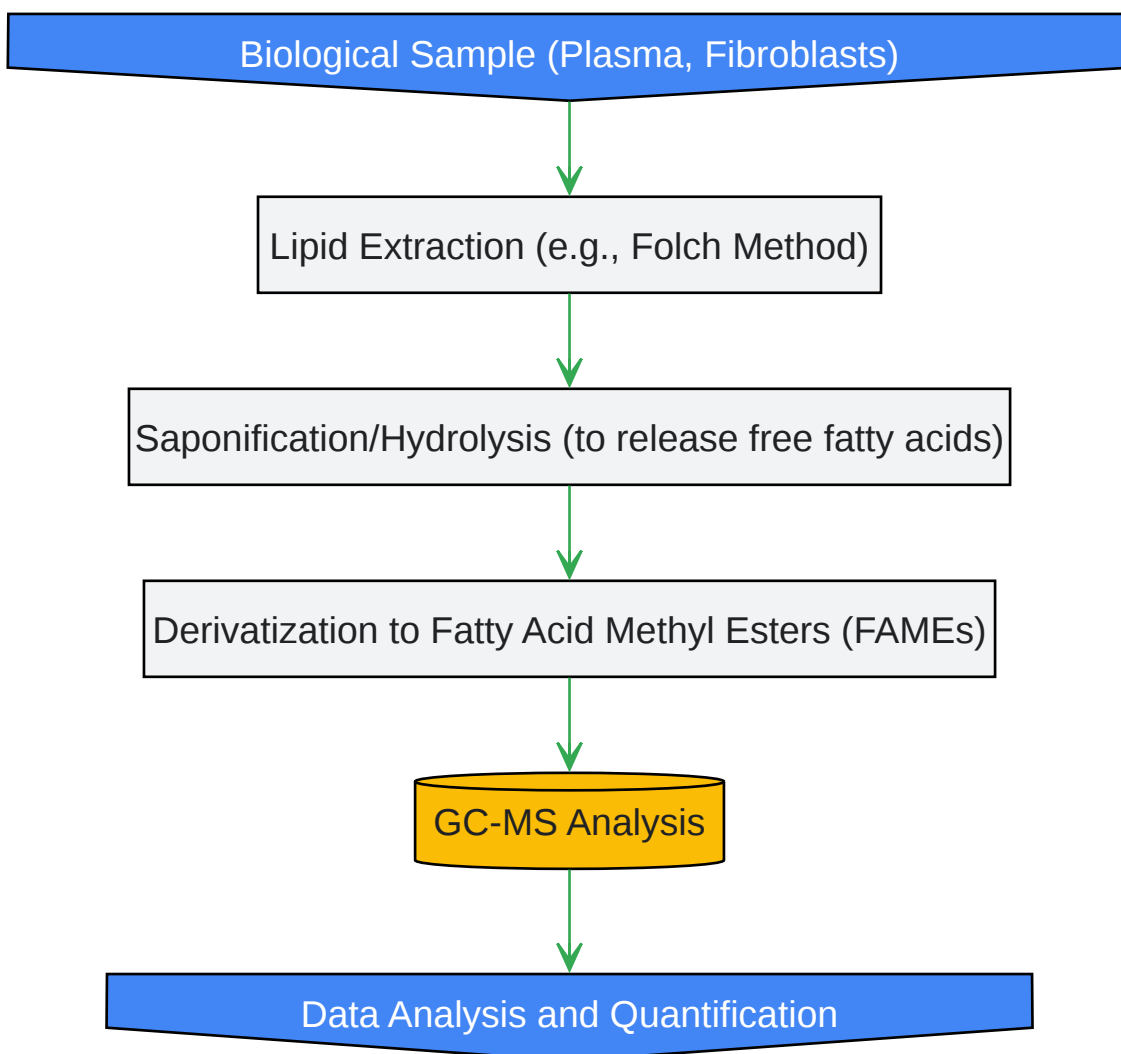 Biological Sample (Plasma, Fibroblasts)
Lipid Extraction (e.g., Folch Method)
Saponification/Hydrolysis (to release free fatty acids)
Derivatization to Fatty Acid Methyl Esters (FAMEs)
GC-MS Analysis
Data Analysis and Quantification